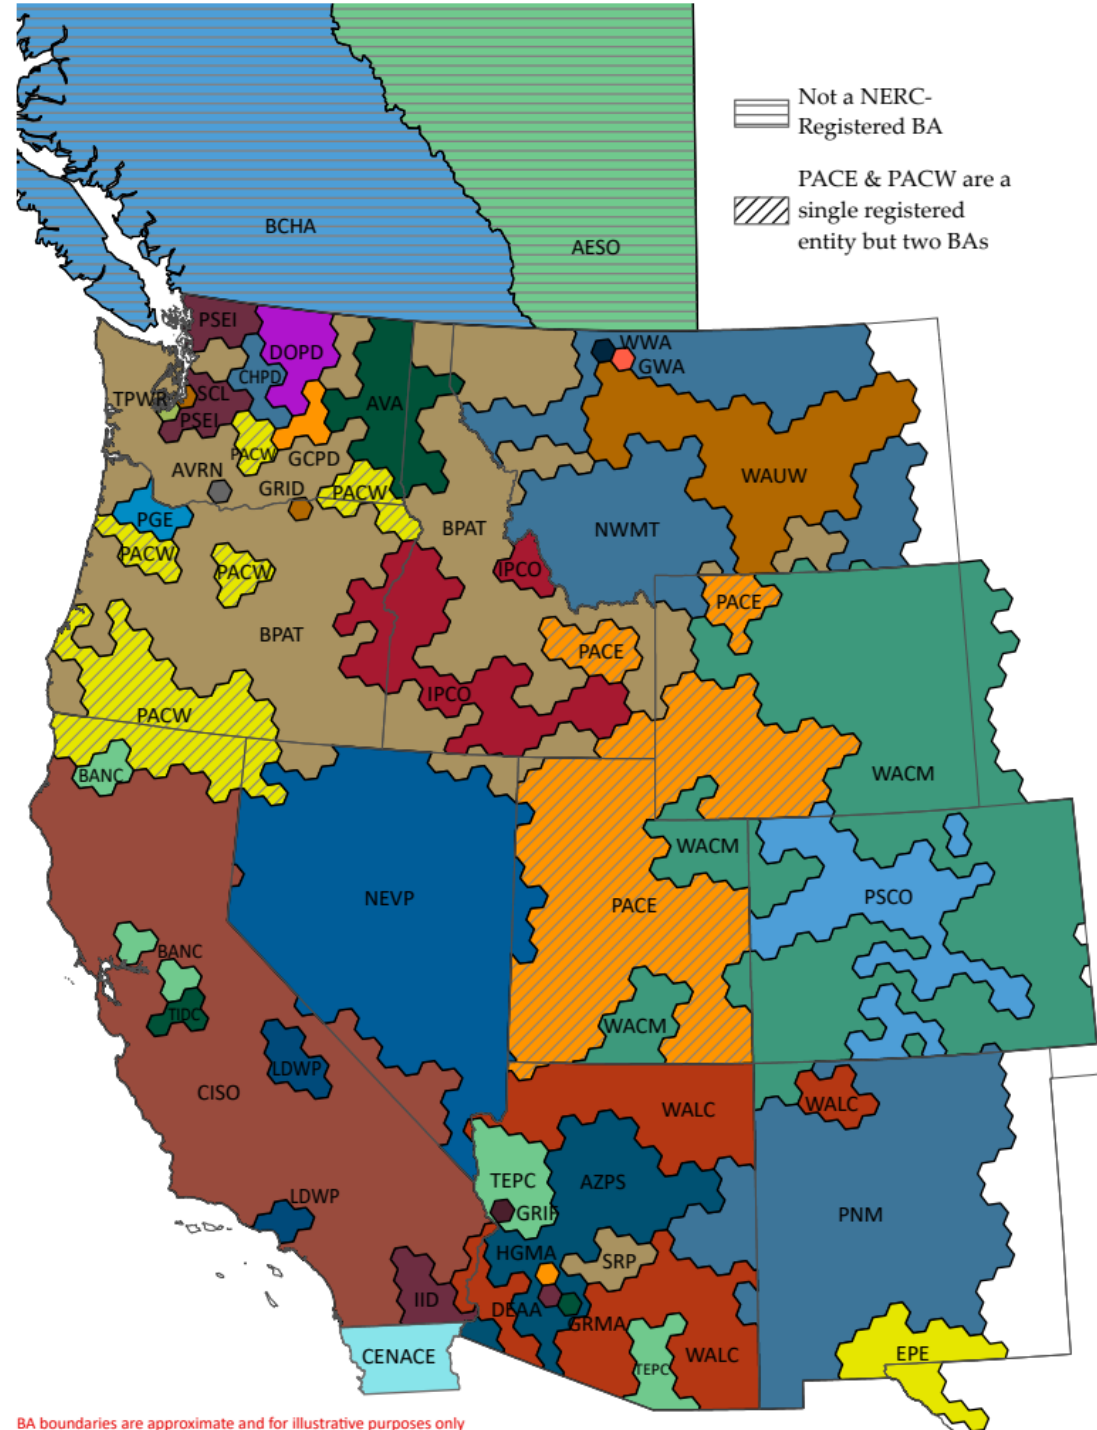 Not a NERC-
Registered BA
PACE & PACW are a
single registered
entity but two BAs
BCHA
AESO
PSEI
DOPD
WWA
GWA
CHPD
TPWR
SCL
AVA
PSEI
PACW
GCPD
AVRN
GRID
PACW
WAUW
PGE
BPAT
NWMT
PACW
PACW
IPCO
PACE
BPAT
PACE
IPCO
PACW
BANC
WACM
WACM
NEVP
PACE
PSCO
BANC
TIDC
WACM
LDWP
CISO
WALC
WALC
TEPC
AZPS
LDWP
GRIF
PNM
HGMA
SRP
IID
DEAA
GRMA
CENACE
TEPC
WALC
EPE
BA boundaries are approximate and for illustrative purposes only